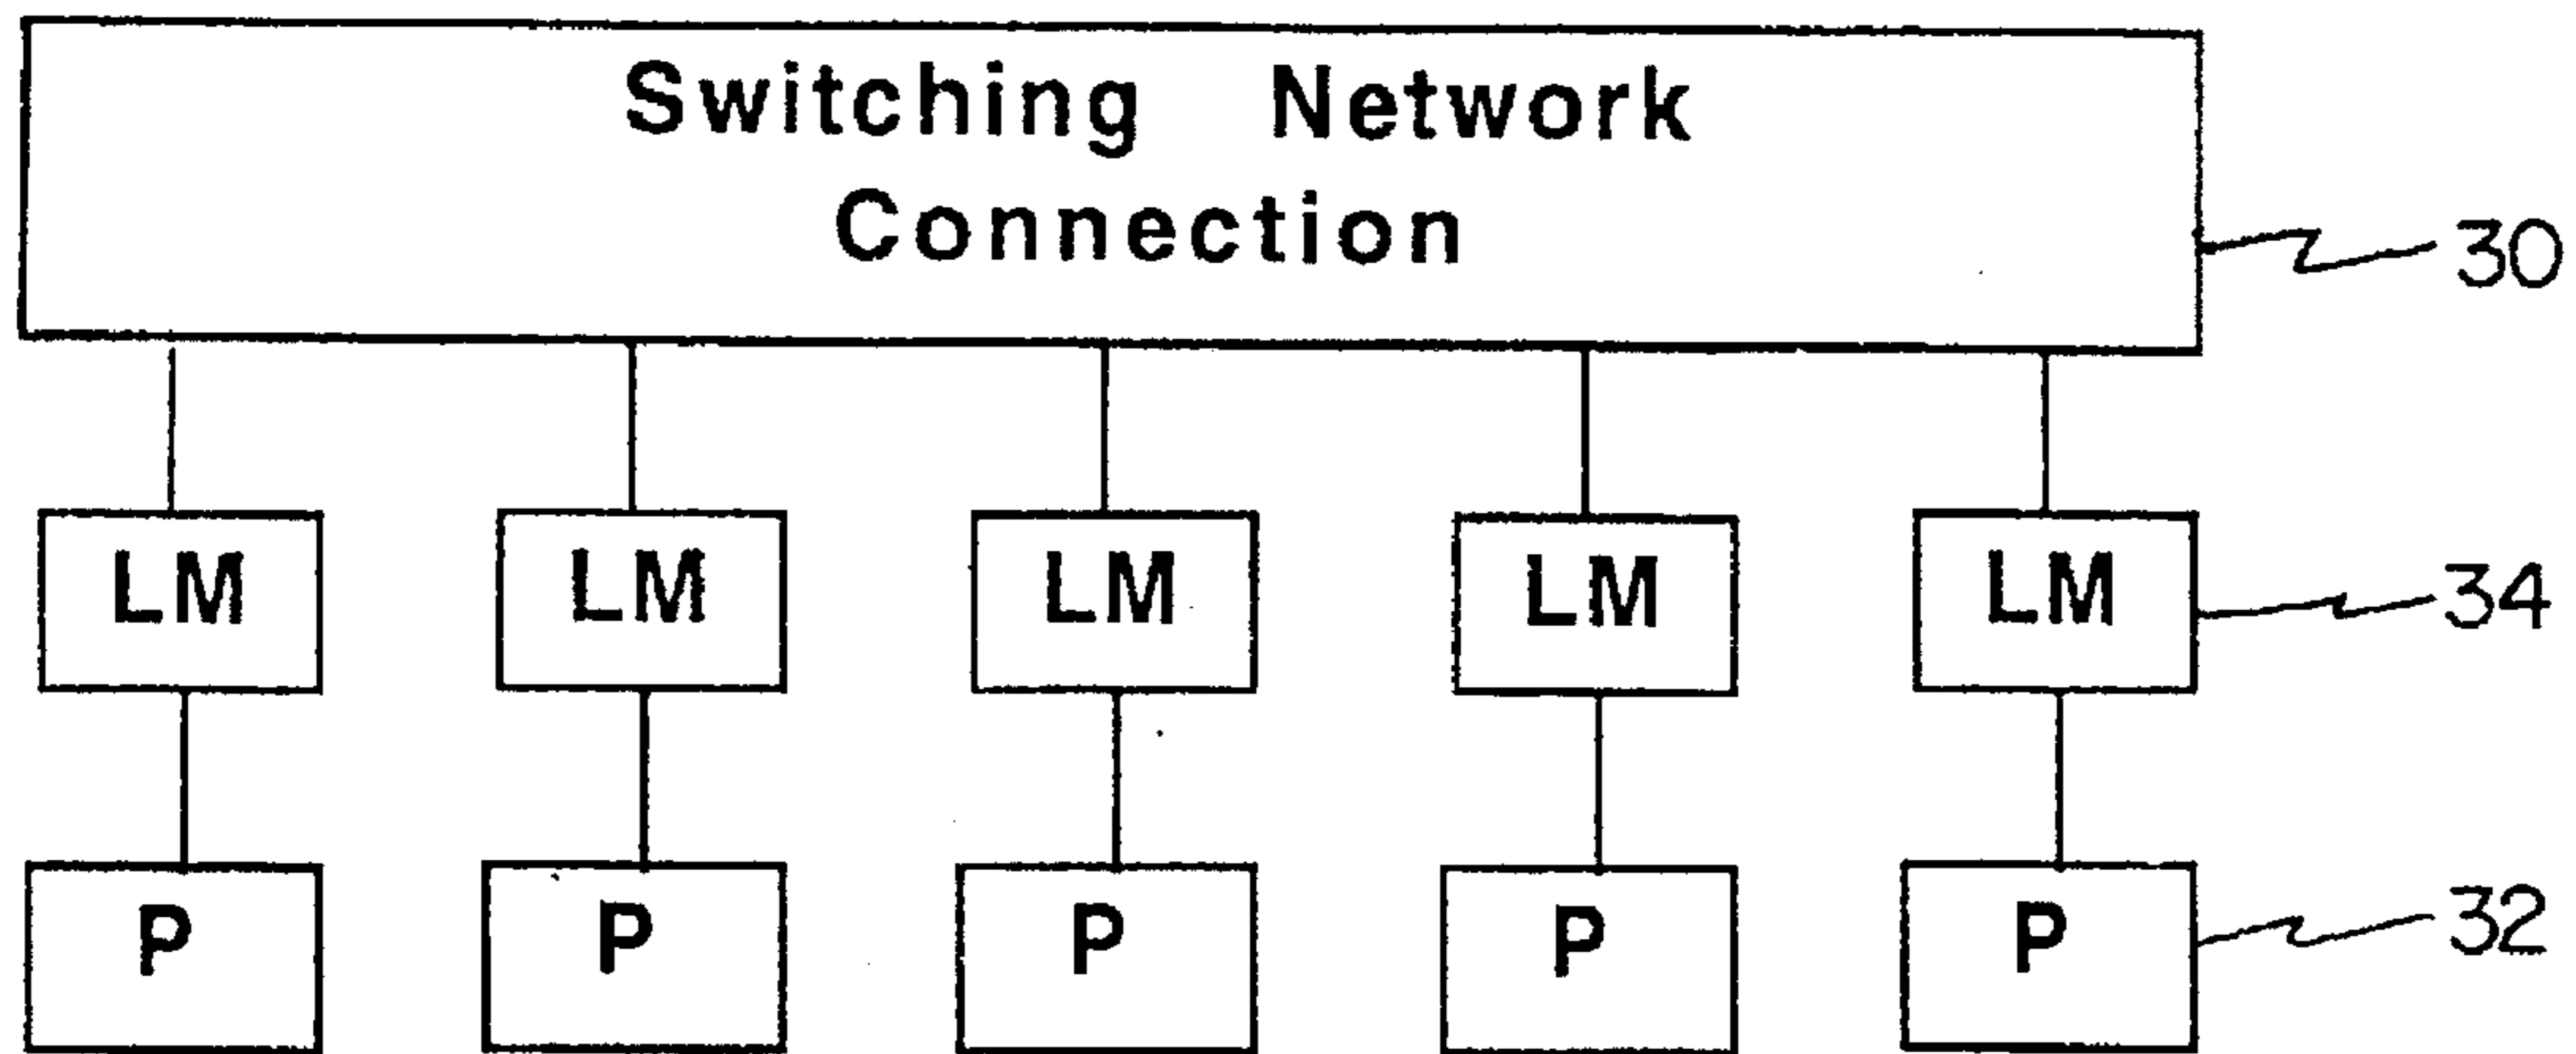 Switching Network
Connection
30
LM LM LM LM LM 34
P P P P P 32